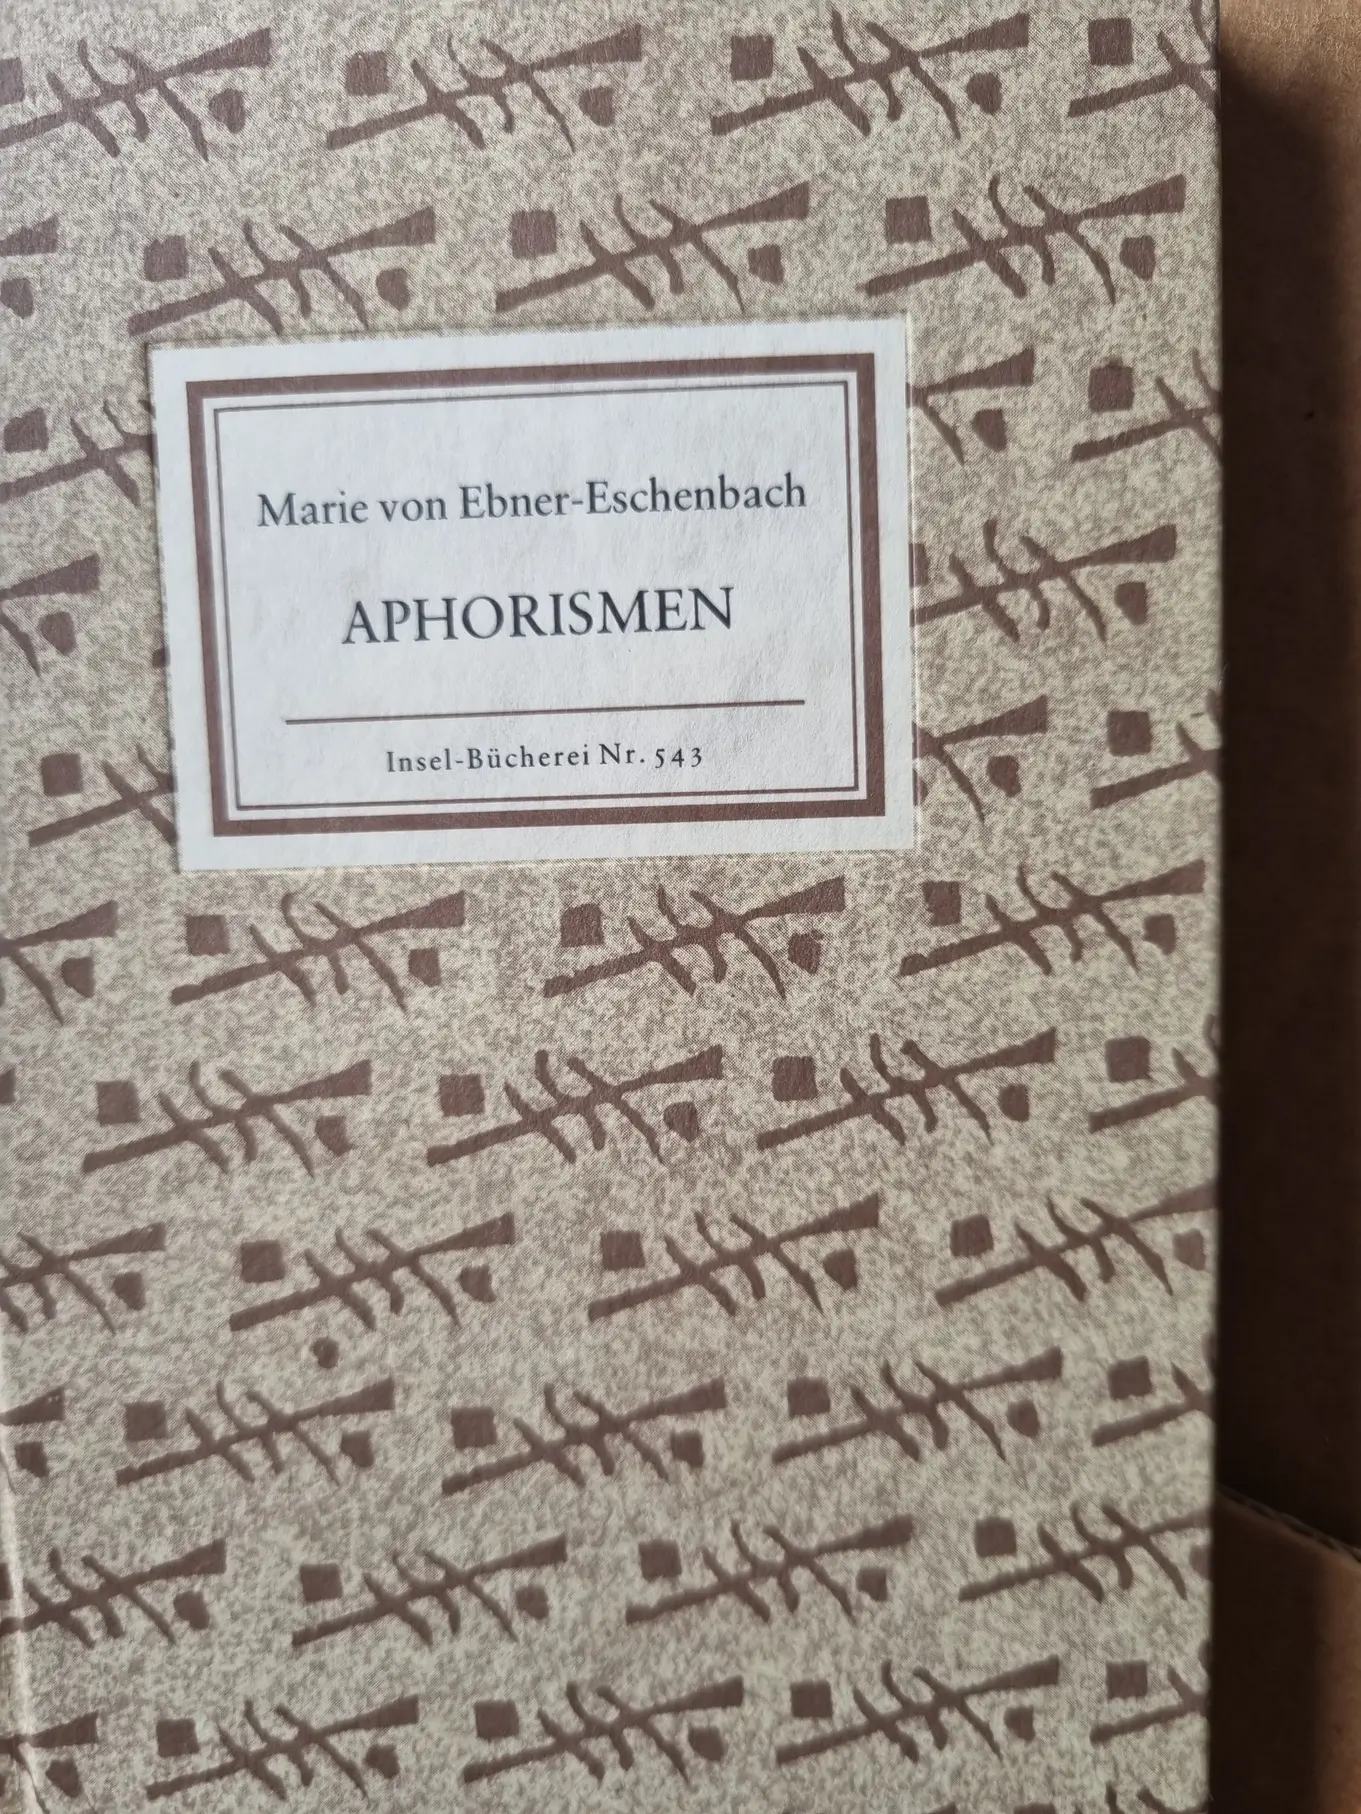 Marie von Ebner-Eschenbach
APHORISMEN
Insel-Bücherei Nr. 543